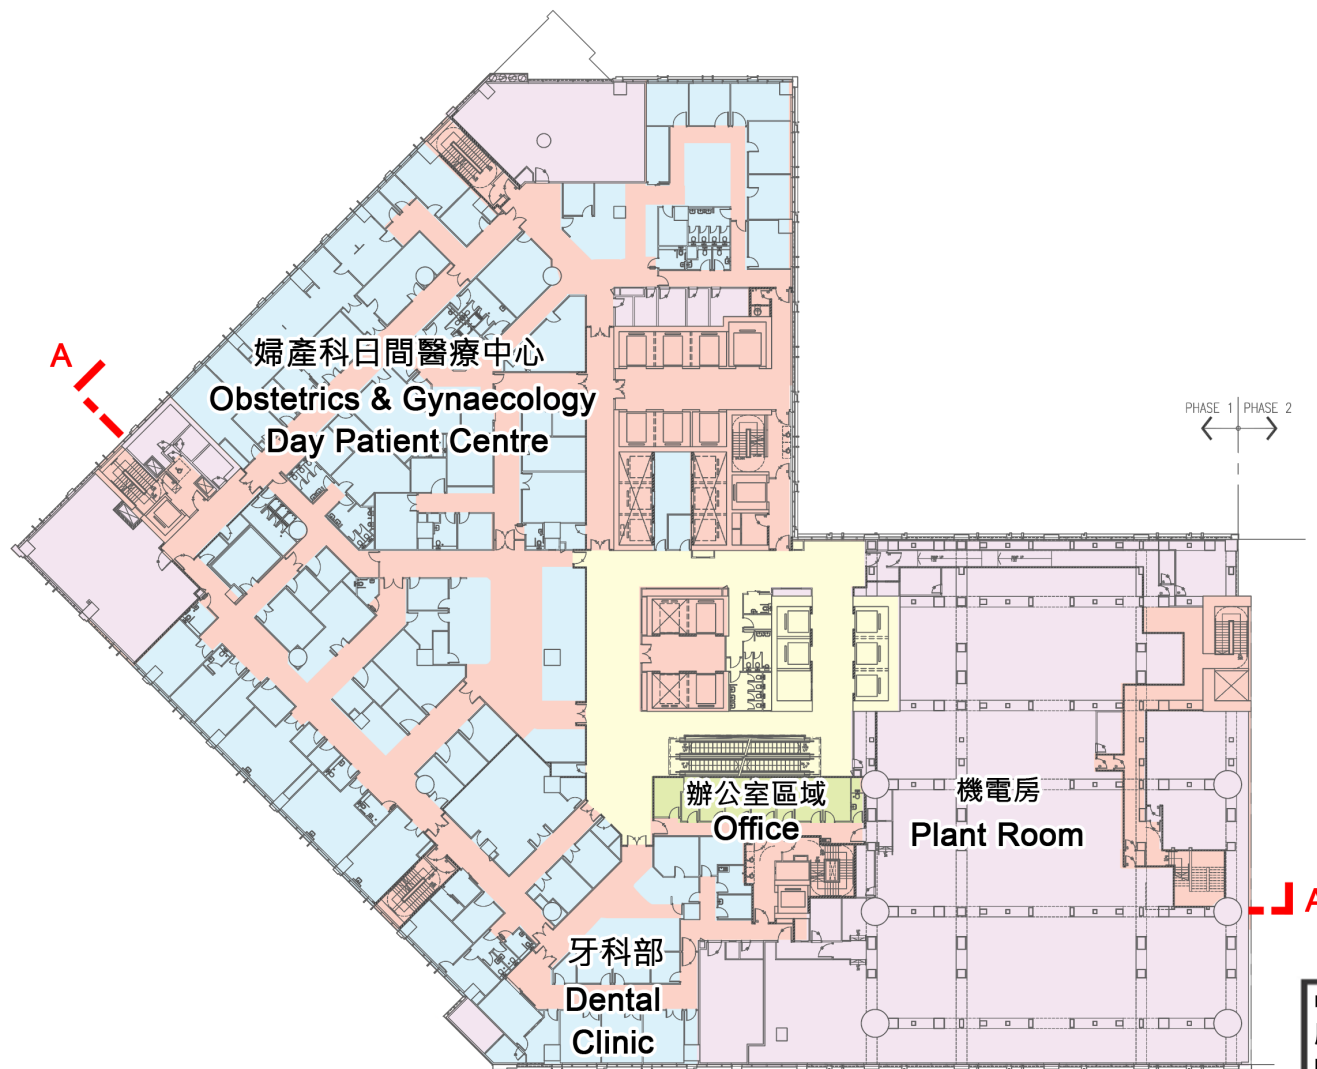 A
婦產科日間醫療中心
Obstetrics & Gynaecology
Day Patient Centre
PHASE 1 PHASE 2
辦公室區域
Office
機電房
Plant Room
A
牙科部
Dental
Clinic